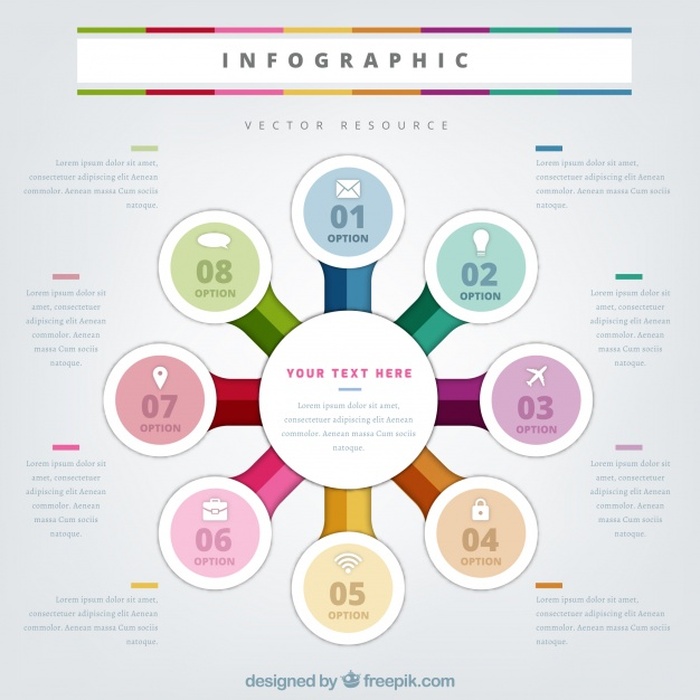 INFOGRAPHIC
VECTOR RESOURCE
Lorem ipsum dolor sit amet,
consectetuer adipiscing elit Aenean
commolor. Aenean massa Cum sociis
natoque.
Lorem ipsum dolor sit amet,
consectetuer adipiscing elit Aenean
commolor. Aenean massa Cum sociis
natoque.
01
OPTION
08
OPTION
02
OPTION
Lorem ipsum dolor sit
amet, consectetuer
adipiscing elit Aenean
commolor. Aenean
massa Cum sociis
natoque.
Lorem ipsum dolor sit
amet, consectetuer
adipiscing elit Aenean
commolor. Aenean
massa Cum sociis
natoque.
07
OPTION
YOUR TEXT HERE
Lorem ipsum dolor sit amet,
consectetuer adipiscing elit Aenean
commolor. Aenean massa Cum sociis
natoque.
03
OPTION
Lorem ipsum dolor sit
amet, consectetuer
adipiscing elit Aenean
commolor. Aenean
massa Cum sociis
natoque.
Lorem ipsum dolor sit
amet, consectetuer
adipiscing elit Aenean
commolor. Aenean
massa Cum sociis
natoque.
06
OPTION
04
OPTION
05
OPTION
Lorem ipsum dolor sit amet,
consectetuer adipiscing elit Aenean
commolor. Aenean massa Cum sociis
natoque.
Lorem ipsum dolor sit amet,
consectetuer adipiscing elit Aenean
commolor. Aenean massa Cum sociis
natoque.
designed by freepik.com